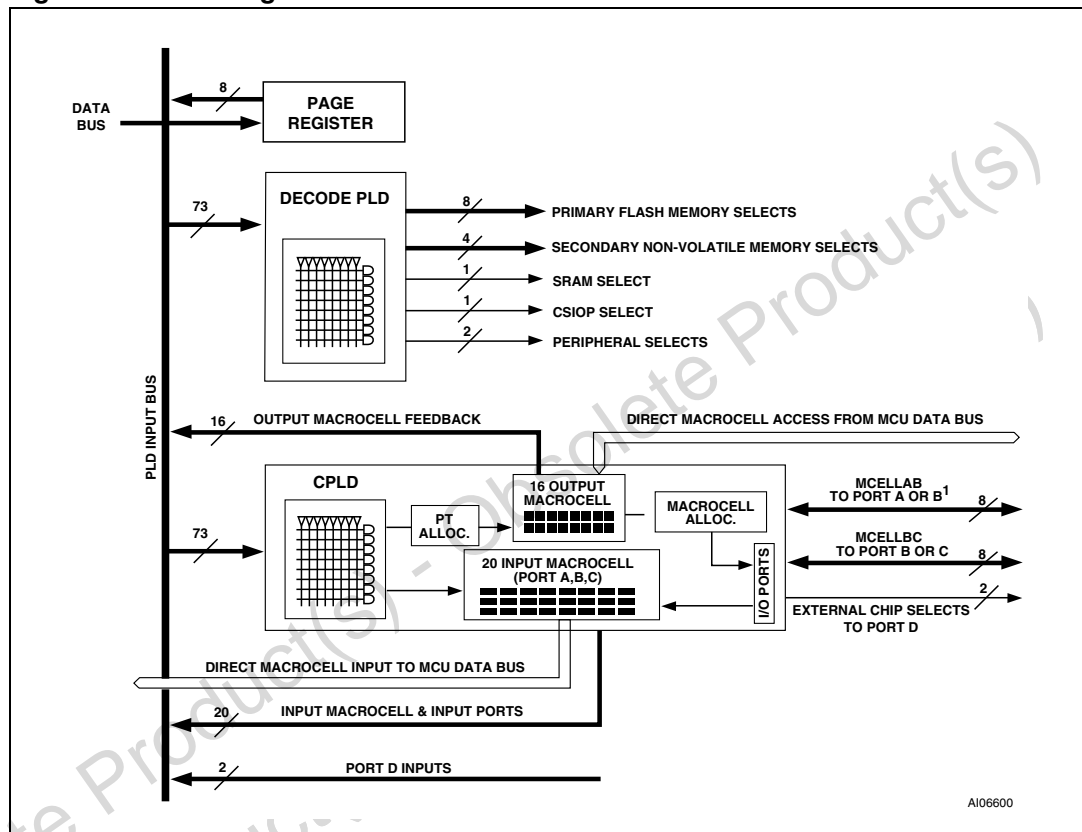 8
DATA
BUS
PAGE
REGISTER
73
DECODE PLD
8
PRIMARY FLASH MEMORY SELECTS
4
SECONDARY NON-VOLATILE MEMORY SELECTS
1
SRAM SELECT
1
CSIOP SELECT
2
PERIPHERAL SELECTS
PLD INPUT BUS
16
OUTPUT MACROCELL FEEDBACK
DIRECT MACROCELL ACCESS FROM MCU DATA BUS
CPLD
73
PT
ALLOC.
16 OUTPUT
MACROCELL
MACROCELL
ALLOC.
20 INPUT MACROCELL
(PORT A,B,C)
I/O PORTS
MCELLAB
TO PORT A OR B1
8
MCELLBC
TO PORT B OR C
8
2
EXTERNAL CHIP SELECTS
TO PORT D
DIRECT MACROCELL INPUT TO MCU DATA BUS
20
INPUT MACROCELL & INPUT PORTS
2
PORT D INPUTS
AI06600
ete Product(s) - Obsolete Product(s)